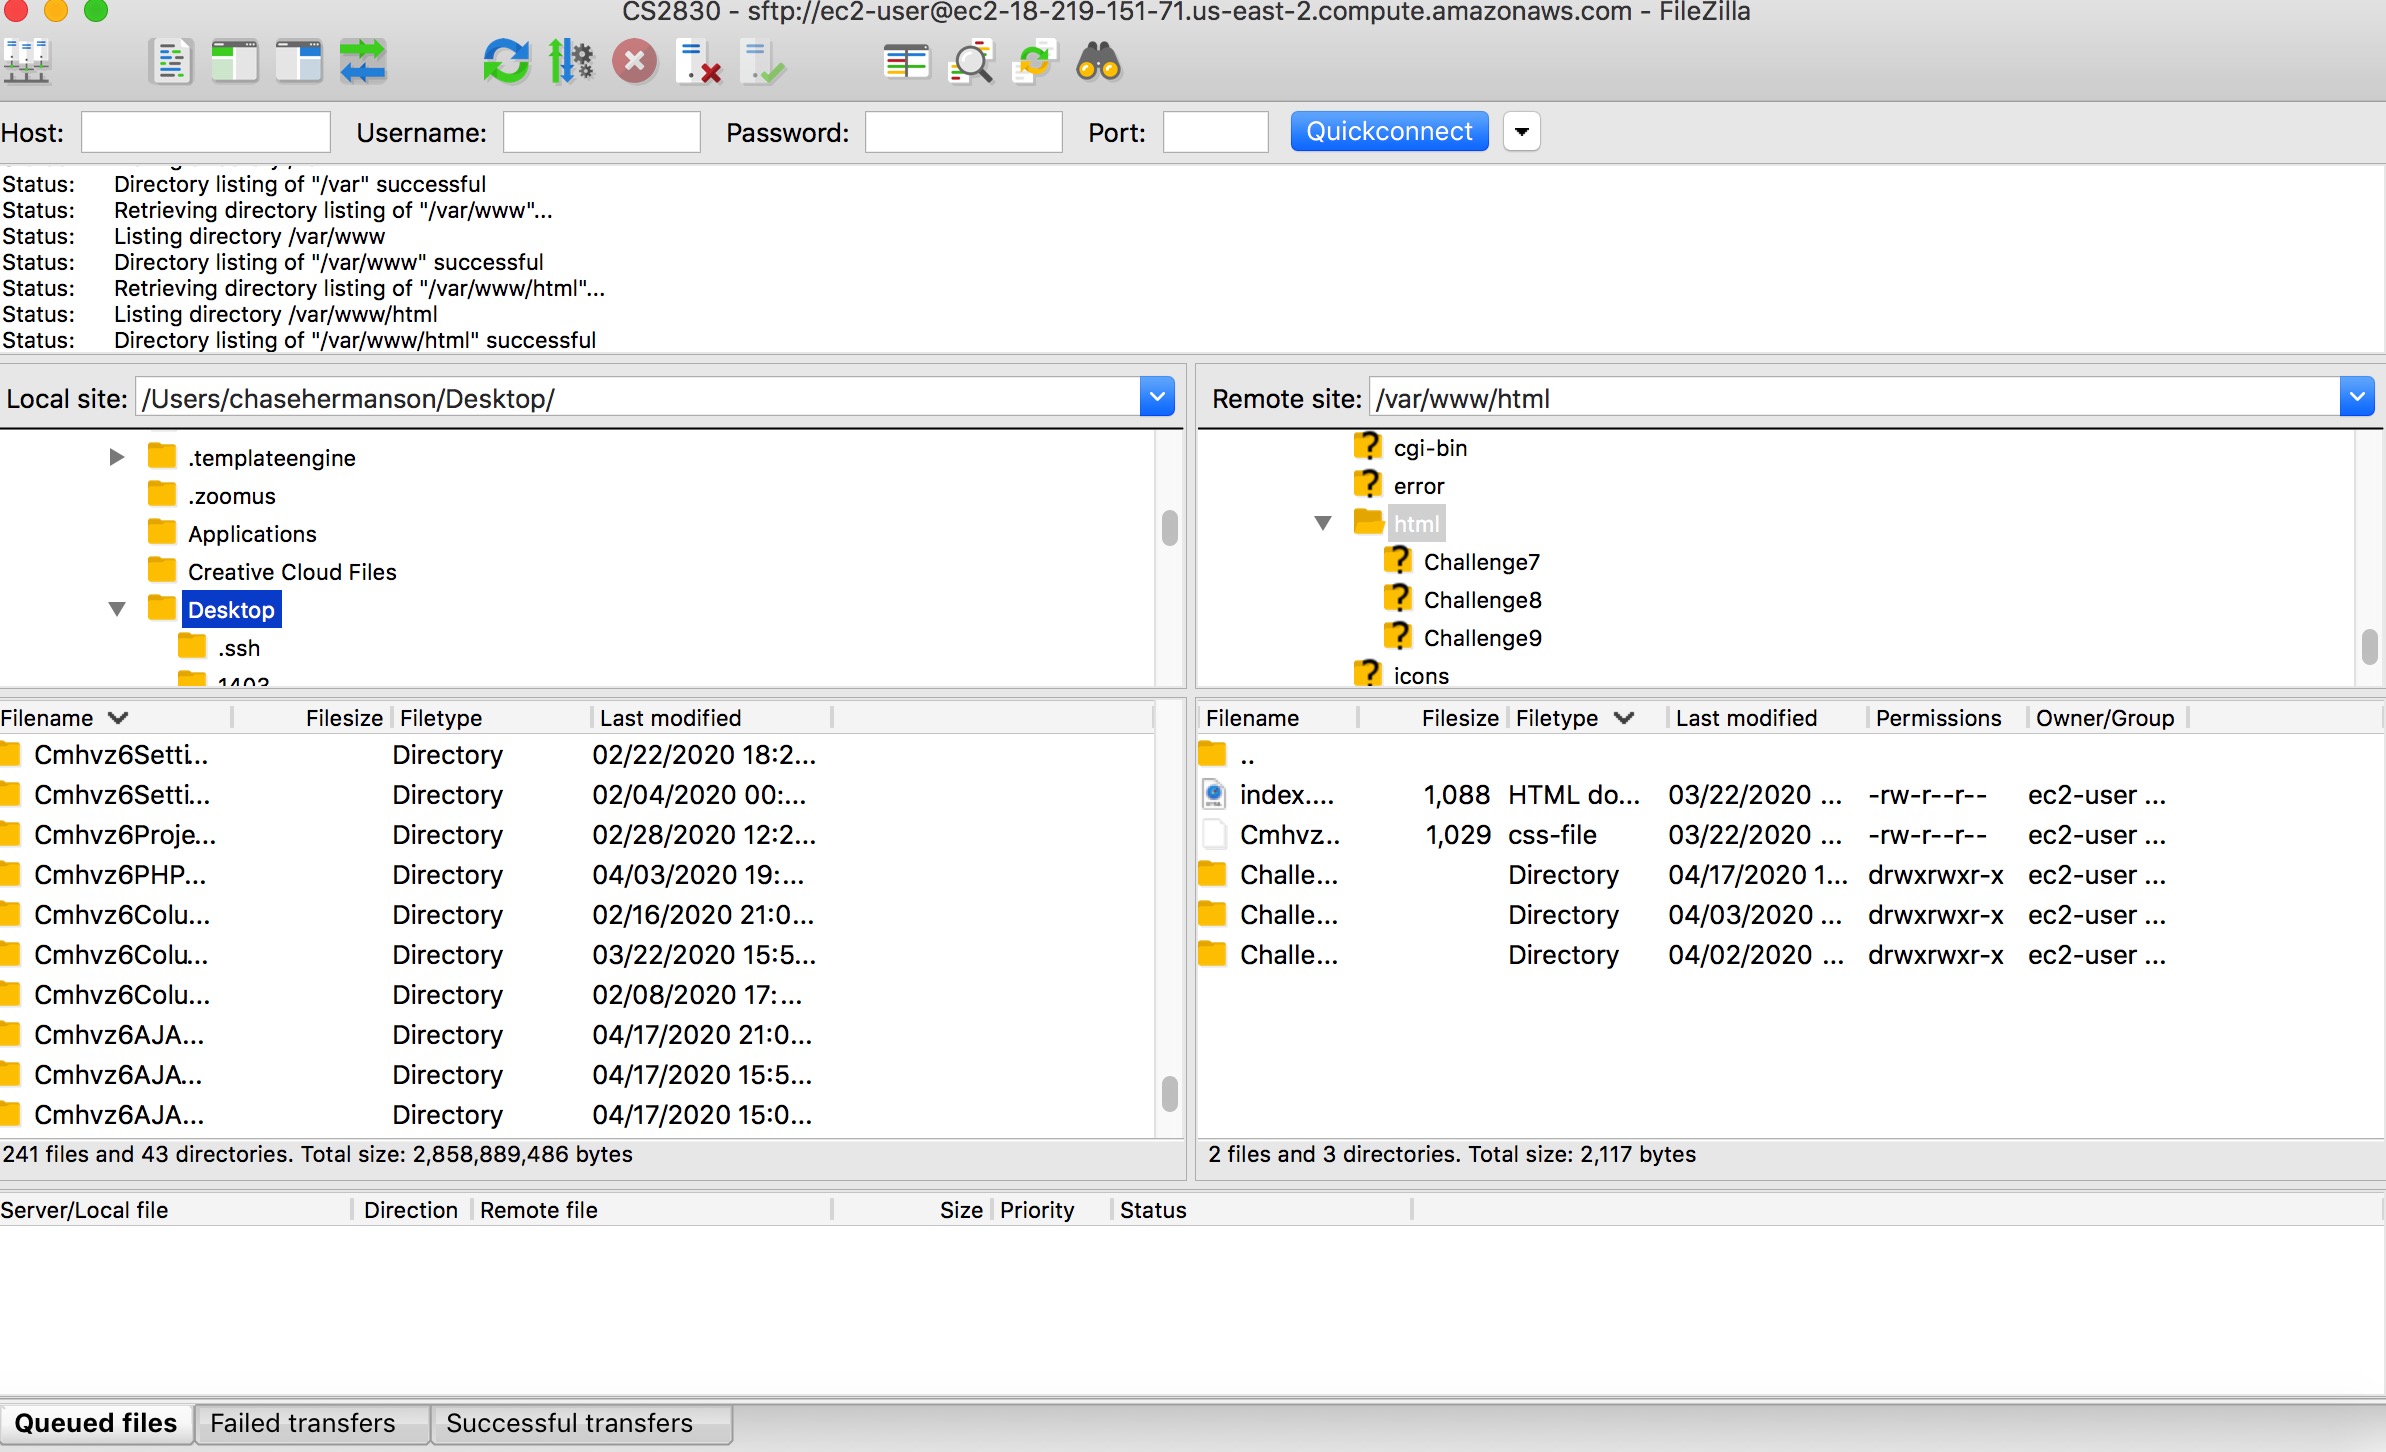 CS2830 - sftp://ec2-user@ec2-18-219-151-71.us-east-2.compute.amazonaws.com - FileZilla
Host: Username: Password: Port: Quickconnect
Status: Directory listing of "/var" successful
Status: Retrieving directory listing of "/var/www"...
Status: Listing directory /var/www
Status: Directory listing of "/var/www" successful
Status: Retrieving directory listing of "/var/www/html"...
Status: Listing directory /var/www/html
Status: Directory listing of "/var/www/html" successful
Local site: /Users/chasehermanson/Desktop/
.templateengine
.zoomus
Applications
Creative Cloud Files
Desktop
.ssh
1403
Remote site: /var/www/html
cgi-bin
error
html
Challenge7
Challenge8
Challenge9
icons
Filename Filesize Filetype Last modified
Cmhvz6Setti... Directory 02/22/2020 18:2...
Cmhvz6Setti... Directory 02/04/2020 00:...
Cmhvz6Proje... Directory 02/28/2020 12:2...
Cmhvz6PHP... Directory 04/03/2020 19:...
Cmhvz6Colu... Directory 02/16/2020 21:0...
Cmhvz6Colu... Directory 03/22/2020 15:5...
Cmhvz6Colu... Directory 02/08/2020 17:...
Cmhvz6AJA... Directory 04/17/2020 21:0...
Cmhvz6AJA... Directory 04/17/2020 15:5...
Cmhvz6AJA... Directory 04/17/2020 15:0...
241 files and 43 directories. Total size: 2,858,889,486 bytes
Filename Filesize Filetype Last modified Permissions Owner/Group
..
index.... 1,088 HTML do... 03/22/2020 ... -rw-r--r-- ec2-user ...
Cmhvz... 1,029 css-file 03/22/2020 ... -rw-r--r-- ec2-user ...
Challe... Directory 04/17/2020 1... drwxrwxr-x ec2-user ...
Challe... Directory 04/03/2020 ... drwxrwxr-x ec2-user ...
Challe... Directory 04/02/2020 ... drwxrwxr-x ec2-user ...
2 files and 3 directories. Total size: 2,117 bytes
Server/Local file Direction Remote file Size Priority Status
Queued files Failed transfers Successful transfers